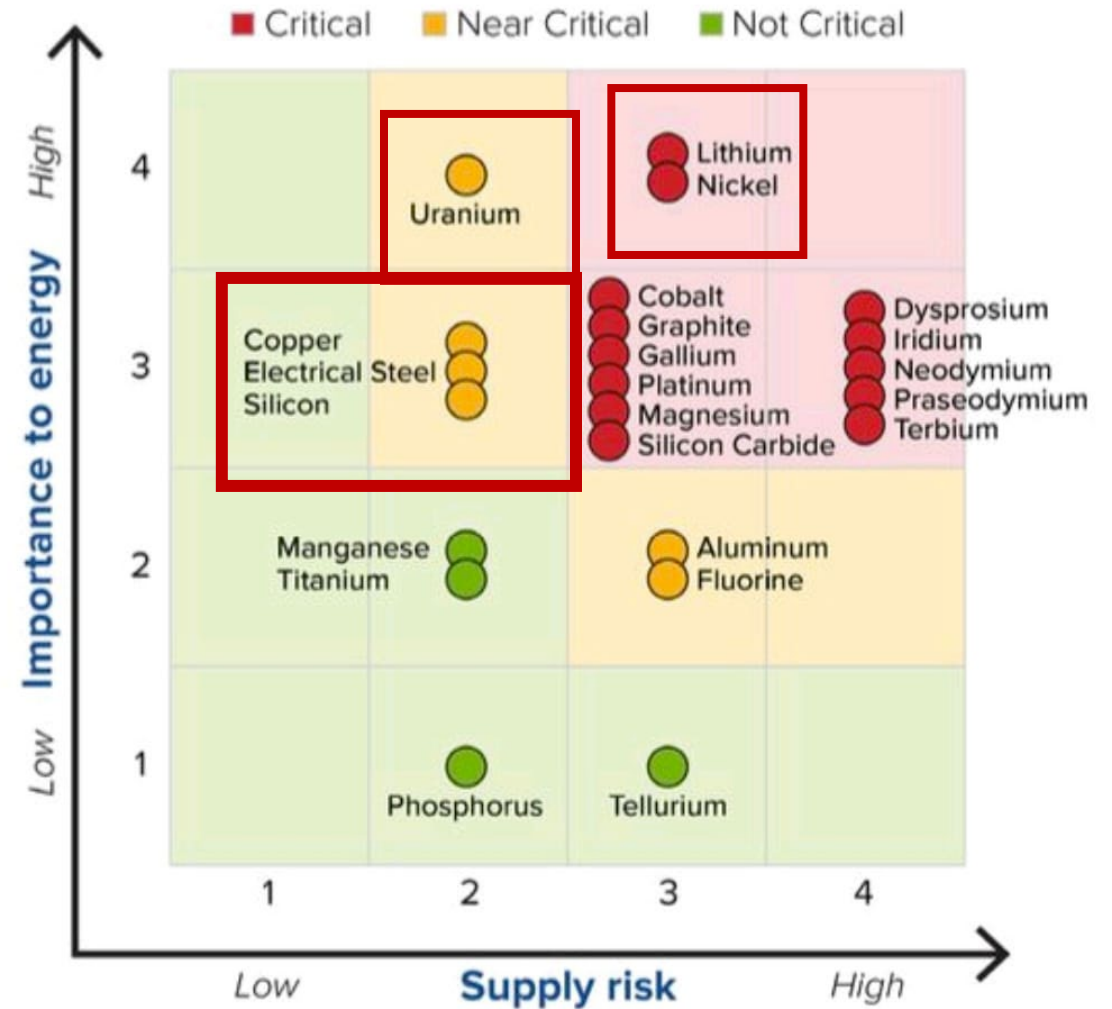 Critical Near Critical Not Critical
High
Importance to energy
Low
4
Uranium
Lithium
Nickel
3
Copper
Electrical Steel
Silicon
Cobalt
Graphite
Gallium
Platinum
Magnesium
Silicon Carbide
Dysprosium
Iridium
Neodymium
Praseodymium
Terbium
2
Manganese
Titanium
Aluminum
Fluorine
1
Phosphorus
Tellurium
1 2 3 4
Low Supply risk High